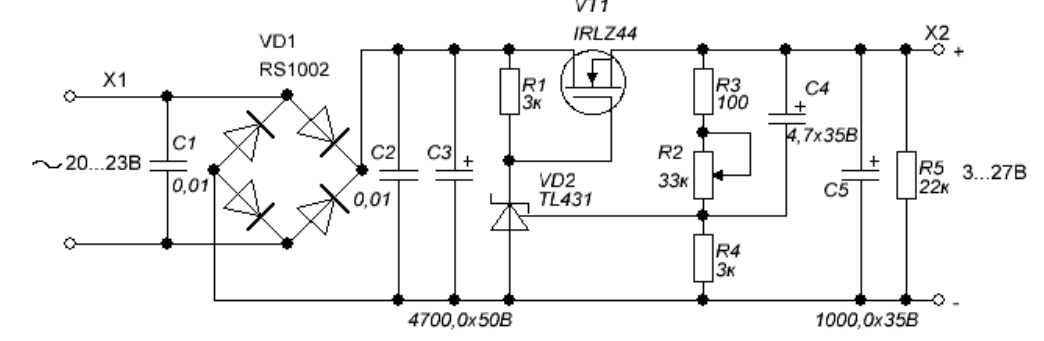 VT1
IRLZ44
X2
+
VD1
RS1002
X1
R1
3к
R3
100
C4
+
4,7х35В
C1
0,01
C2
0,01
C3
+
R2
33к
VD2
TL431
C5
+
R5
22к
~ 20...23В
3...27В
R4
3к
-
4700,0х50В
1000,0х35В